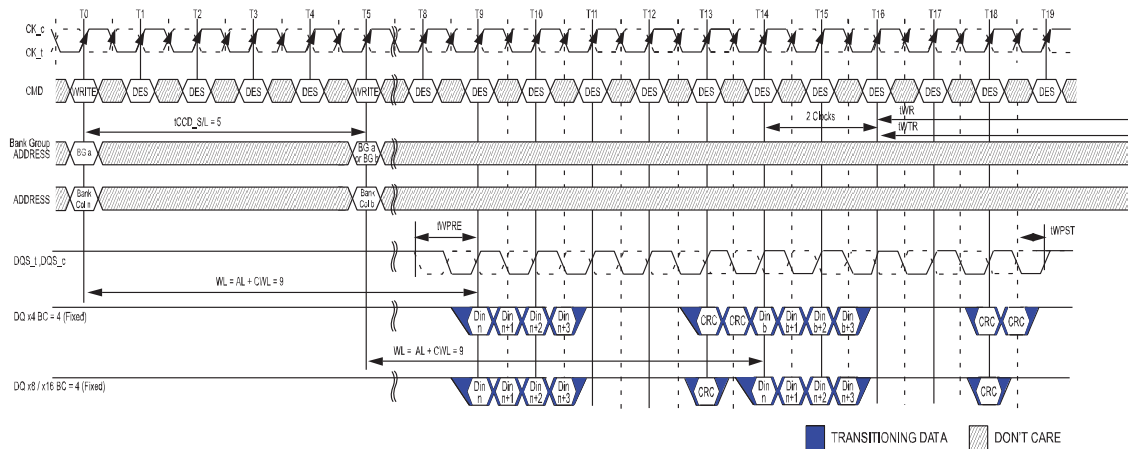 T0 T1 T2 T3 T4 T5 T8 T9 T10 T11 T12 T13 T14 T15 T16 T17 T18 T19
CK_c
CK_t
CMD WRITE DES DES DES DES WRITE DES DES DES DES DES DES DES DES DES DES DES DES
tCCD_S/L = 5 2 Clocks tWR
tWTR
Bank Group
ADDRESS BG a BG a
or BG b
ADDRESS Bank
Col n Bank
Col b
tWPRE tWPST
DQS_t ,DQS_c
WL = AL + CWL = 9
DQ x4 BC = 4 (Fixed) Din
n Din
n+1 Din
n+2 Din
n+3 CRC CRC Din
b Din
b+1 Din
b+2 Din
b+3 CRC CRC
WL = AL + CWL = 9
DQ x8 / x16 BC = 4 (Fixed) Din
n Din
n+1 Din
n+2 Din
n+3 CRC Din
n Din
n+1 Din
n+2 Din
n+3 CRC
TRANSITIONING DATA DON'T CARE